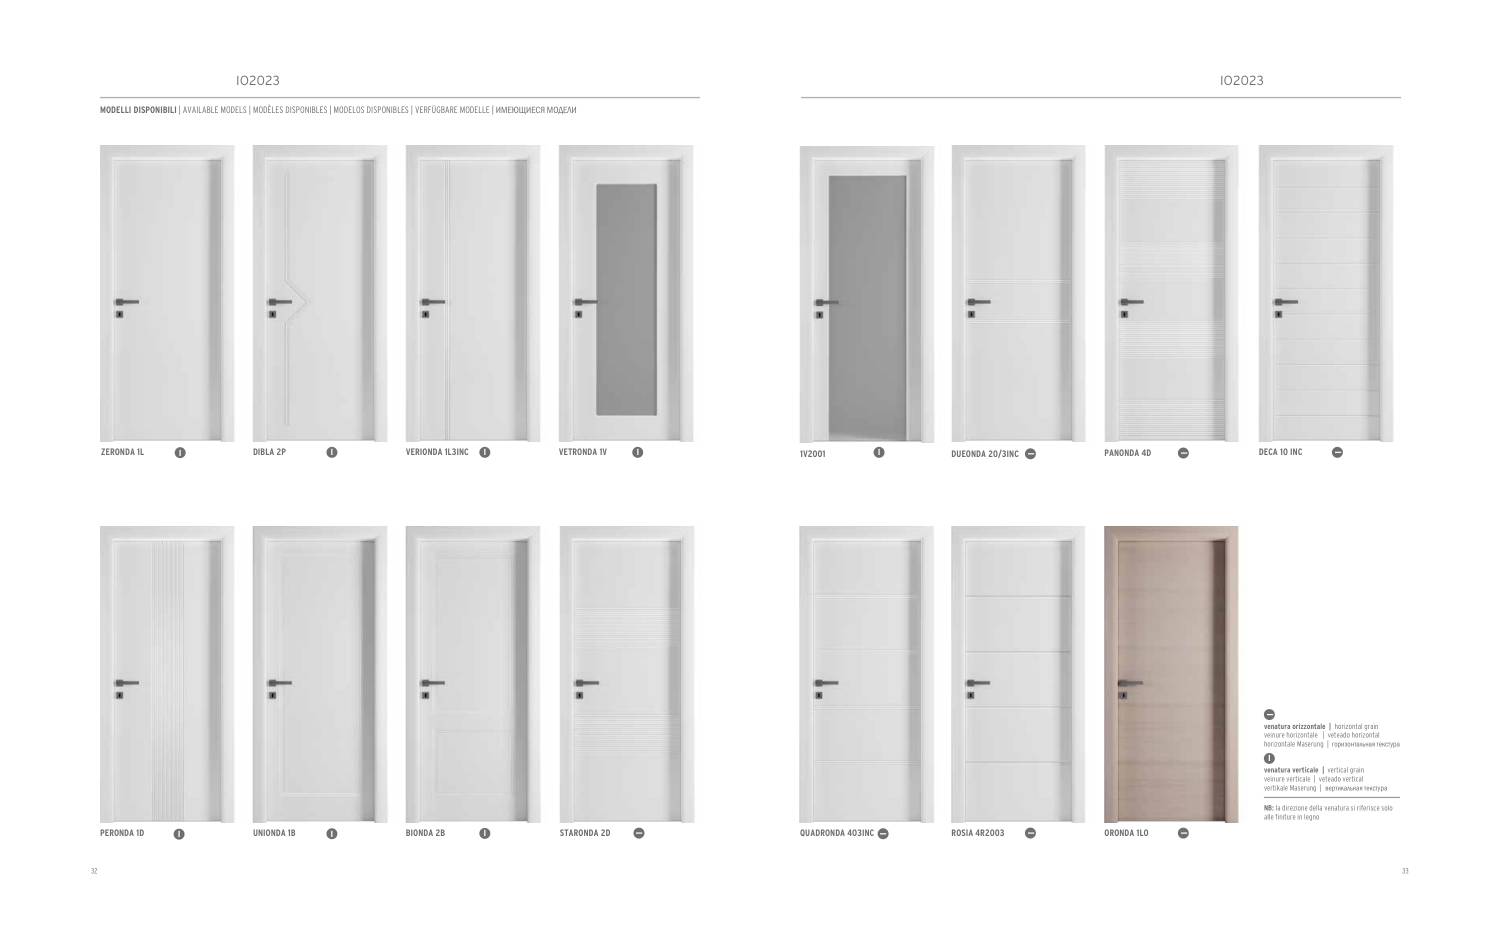 IO2023
MODELLI DISPONIBILI | AVAILABLE MODELS | MODÈLES DISPONIBLES | MODELOS DISPONIBLES | VERFÜGBARE MODELLE | ИМЕЮЩИЕСЯ МОДЕЛИ
ZERONDA 1L
DIBLA 2P
VERIONDA 1L3INC
VETRONDA 1V
PERONDA 1D
UNIONDA 1B
BIONDA 2B
STARONDA 2D
32
IO2023
1V2001
DUEONDA 20/3INC
PANONDA 4D
DECA 10 INC
QUADRONDA 403INC
ROSIA 4R2003
ORONDA 1LO
venatura orizzontale | horizontal grain
veinure horizontale | veteado horizontal
horizontale Maserung | горизонтальная текстура
venatura verticale | vertical grain
veinure verticale | veteado vertical
vertikale Maserung | вертикальная текстура
NB: la direzione della venatura si riferisce solo
alle finiture in legno
33